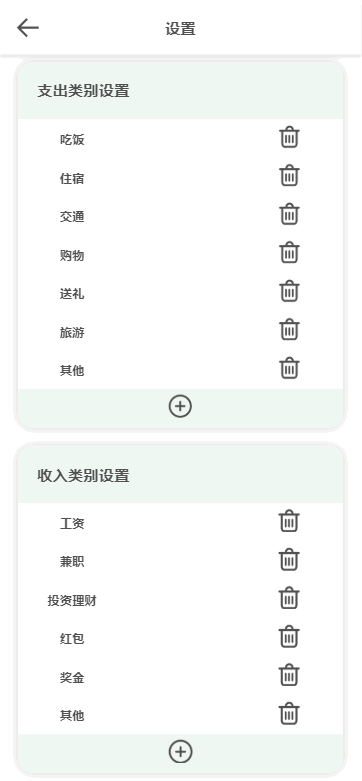 设置
支出类别设置
吃饭
住宿
交通
购物
送礼
旅游
其他
收入类别设置
工资
兼职
投资理财
红包
奖金
其他